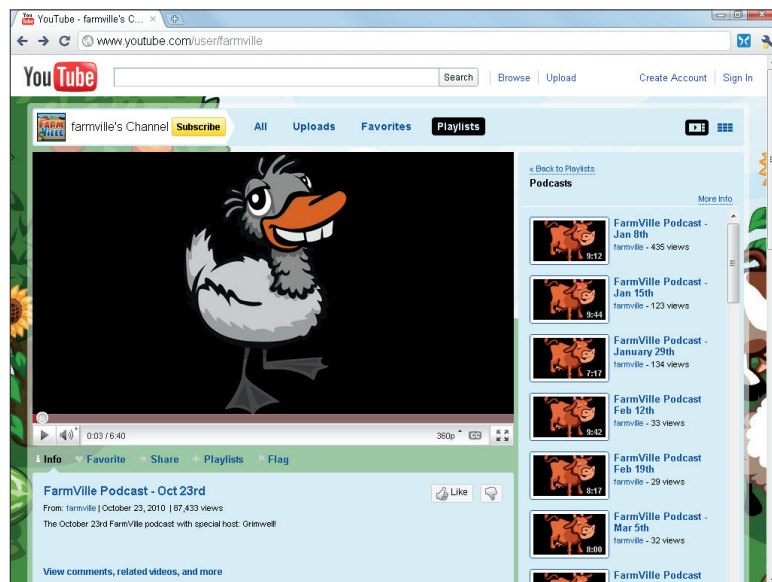 YouTube - farmville's C...
www.youtube.com/user/farmville
YouTube
Search
Browse
Upload
Create Account
Sign In
FARM VILLE
farmville's Channel
Subscribe
All
Uploads
Favorites
Playlists
« Back to Playlists
Podcasts
More Info
FarmVille Podcast -
Jan 8th
farmville - 435 views
9:12
FarmVille Podcast -
Jan 15th
farmville - 123 views
9:44
FarmVille Podcast -
January 29th
farmville - 134 views
7:17
FarmVille Podcast
Feb 12th
farmville - 33 views
9:42
FarmVille Podcast
Feb 19th
farmville - 29 views
8:17
FarmVille Podcast -
Mar 5th
farmville - 32 views
8:00
FarmVille Podcast
0:03 / 6:40
360p
CC
Info
Favorite
Share
Playlists
Flag
FarmVille Podcast - Oct 23rd
Like
From: farmville | October 23, 2010 | 87,433 views
The October 23rd FarmVille podcast with special host: Grimwell!
View comments, related videos, and more